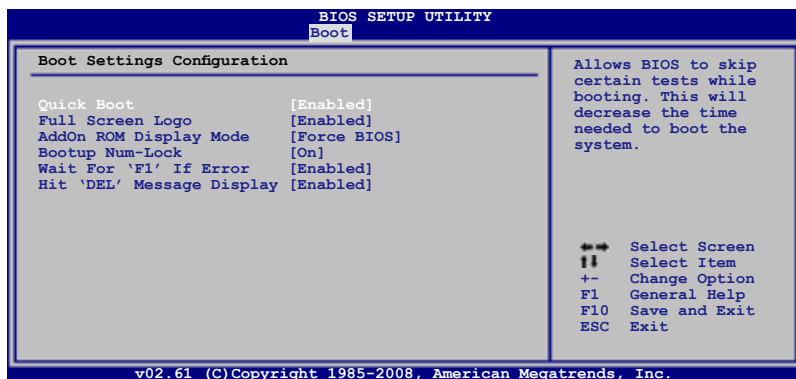 BIOS SETUP UTILITY
Boot
Boot Settings Configuration
Quick Boot [Enabled]
Full Screen Logo [Enabled]
AddOn ROM Display Mode [Force BIOS]
Bootup Num-Lock [On]
Wait For ‘F1’ If Error [Enabled]
Hit ‘DEL’ Message Display [Enabled]
Allows BIOS to skip
certain tests while
booting. This will
decrease the time
needed to boot the
system.
Select Screen
Select Item
+- Change Option
F1 General Help
F10 Save and Exit
ESC Exit
v02.61 (C)Copyright 1985-2008, American Megatrends, Inc.